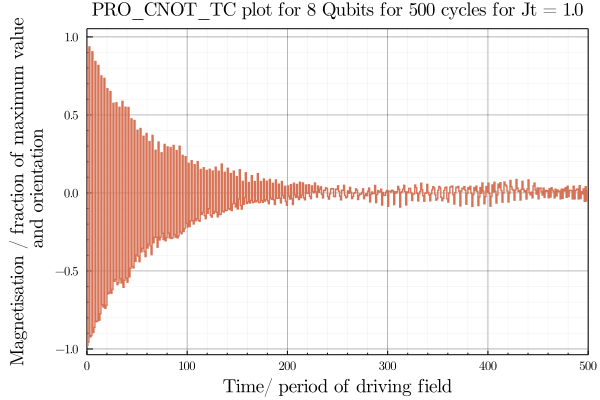 PRO_CNOT_TC plot for 8 Qubits for 500 cycles for Jt = 1.0
Magnetisation / fraction of maximum value
and orientation
1.0
0.5
0.0
−0.5
−1.0
0 100 200 300 400 500
Time/ period of driving field